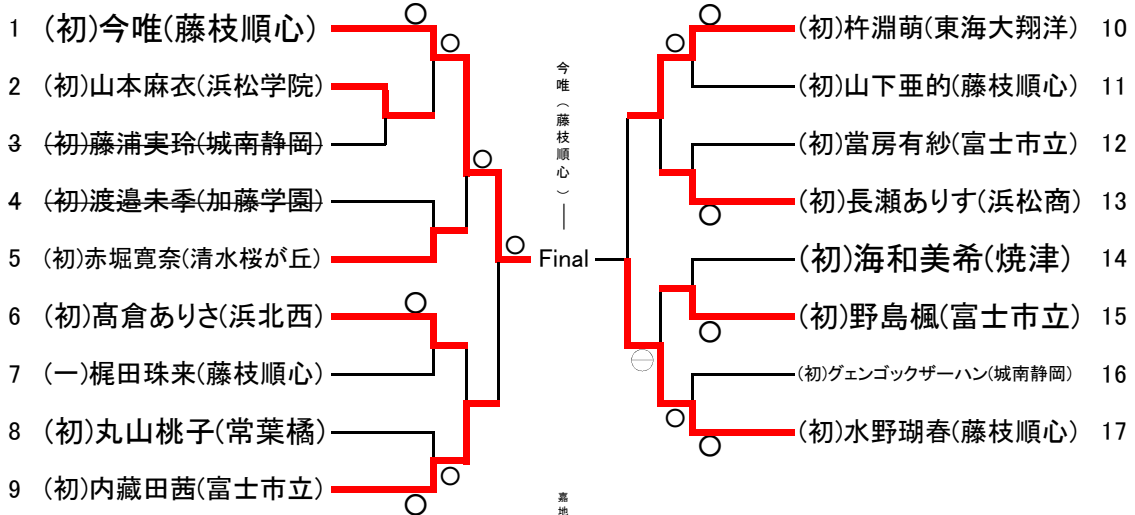 1 (初)今唯(藤枝順心)
2 (初)山本麻衣(浜松学院)
3 (初)藤浦実玲(城南静岡)
4 (初)渡邉未季(加藤学園)
5 (初)赤堀寛奈(清水桜が丘)
6 (初)髙倉ありさ(浜北西)
7 (一)梶田珠来(藤枝順心)
8 (初)丸山桃子(常葉橘)
9 (初)内藏田茜(富士市立)
今唯(藤枝順心)
Final
嘉地
(初)杵淵萌(東海大翔洋) 10
(初)山下亜的(藤枝順心) 11
(初)當房有紗(富士市立) 12
(初)長瀬ありす(浜松商) 13
(初)海和美希(焼津) 14
(初)野島楓(富士市立) 15
(初)グェンゴックザーハン(城南静岡) 16
(初)水野瑚春(藤枝順心) 17